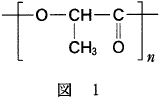 O—CH—C
CH₃ O
n
図 1